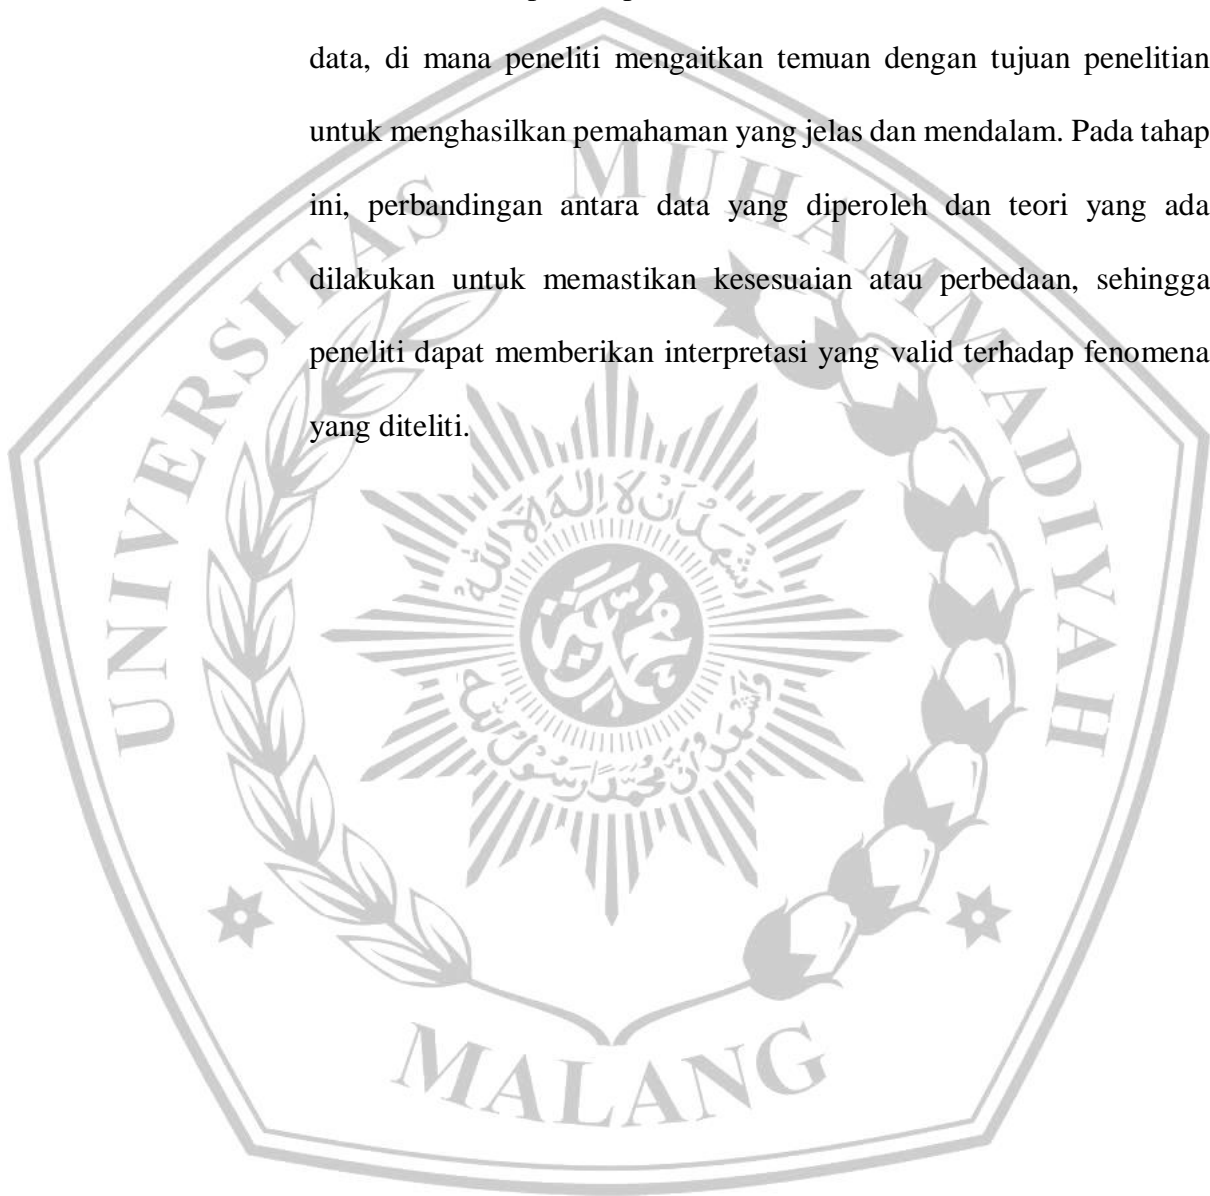 data, di mana peneliti mengaitkan temuan dengan tujuan penelitian
untuk menghasilkan pemahaman yang jelas dan mendalam. Pada tahap
ini, perbandingan antara data yang diperoleh dan teori yang ada
dilakukan untuk memastikan kesesuaian atau perbedaan, sehingga
peneliti dapat memberikan interpretasi yang valid terhadap fenomena
yang diteliti.
UNIVERSITAS MUHAMMADIYAH
MALANG